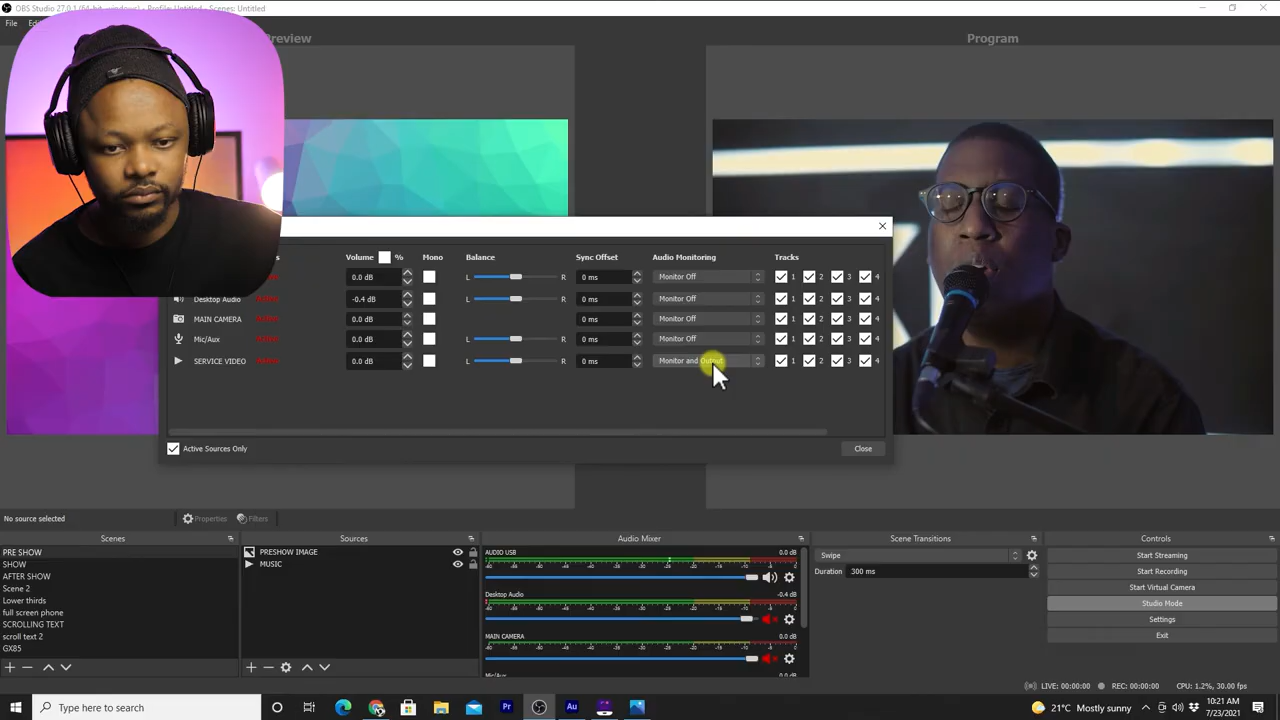 OBS Studio 27.0.1 (64-bit, windows) - Profile: Untitled - Scenes: Untitled
File
Preview
Program
Volume % Mono Balance Sync Offset Audio Monitoring Tracks
0.0 dB L R 0 ms Monitor Off 1 2 3 4
Desktop Audio -0.4 dB L R 0 ms Monitor Off 1 2 3 4
MAIN CAMERA 0.0 dB 0 ms Monitor Off 1 2 3 4
Mic/Aux 0.0 dB L R 0 ms Monitor Off 1 2 3 4
SERVICE VIDEO 0.0 dB L R 0 ms Monitor and Output 1 2 3 4
Active Sources Only
Close
No source selected
Properties
Filters
Scenes
PRE SHOW
SHOW
AFTER SHOW
Scene 2
Lower thirds
full screen phone
SCROLLING TEXT
scroll text 2
GX85
Sources
PRESHOW IMAGE
MUSIC
Audio Mixer
AUDIO USB 0.0 dB
Desktop Audio -0.4 dB
MAIN CAMERA 0.0 dB
Mic/Aux 0.0 dB
Scene Transitions
Swipe
Duration 300 ms
Controls
Start Streaming
Start Recording
Start Virtual Camera
Studio Mode
Settings
Exit
LIVE: 00:00:00 REC: 00:00:00 CPU: 1.2%, 30.00 fps
Type here to search
Pr
Au
21°C Mostly sunny
10:21 AM
7/23/2021